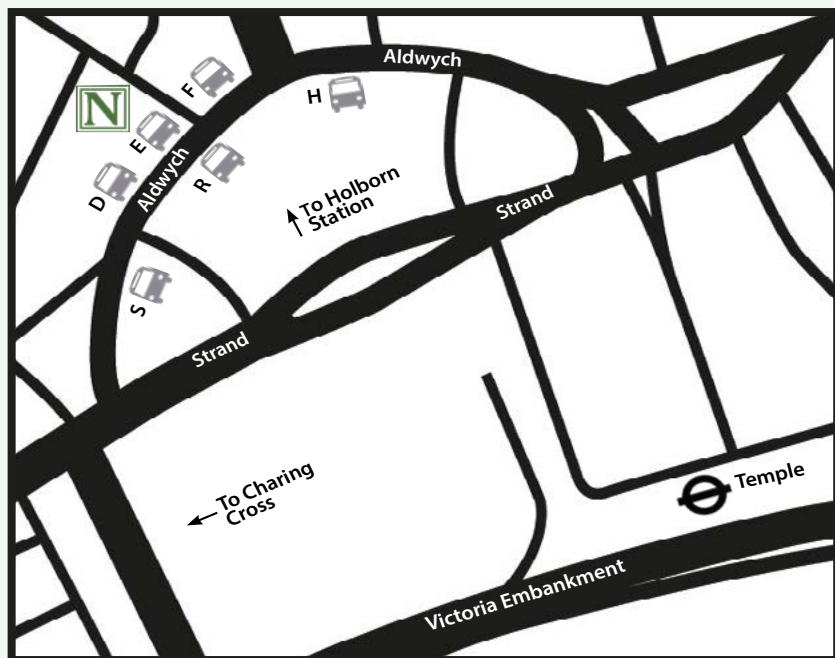 Aldwych
F
H
N
E
Aldwych
R
D
To Holborn
Station
Strand
S
Strand
To Charing
Cross
Temple
Victoria Embankment